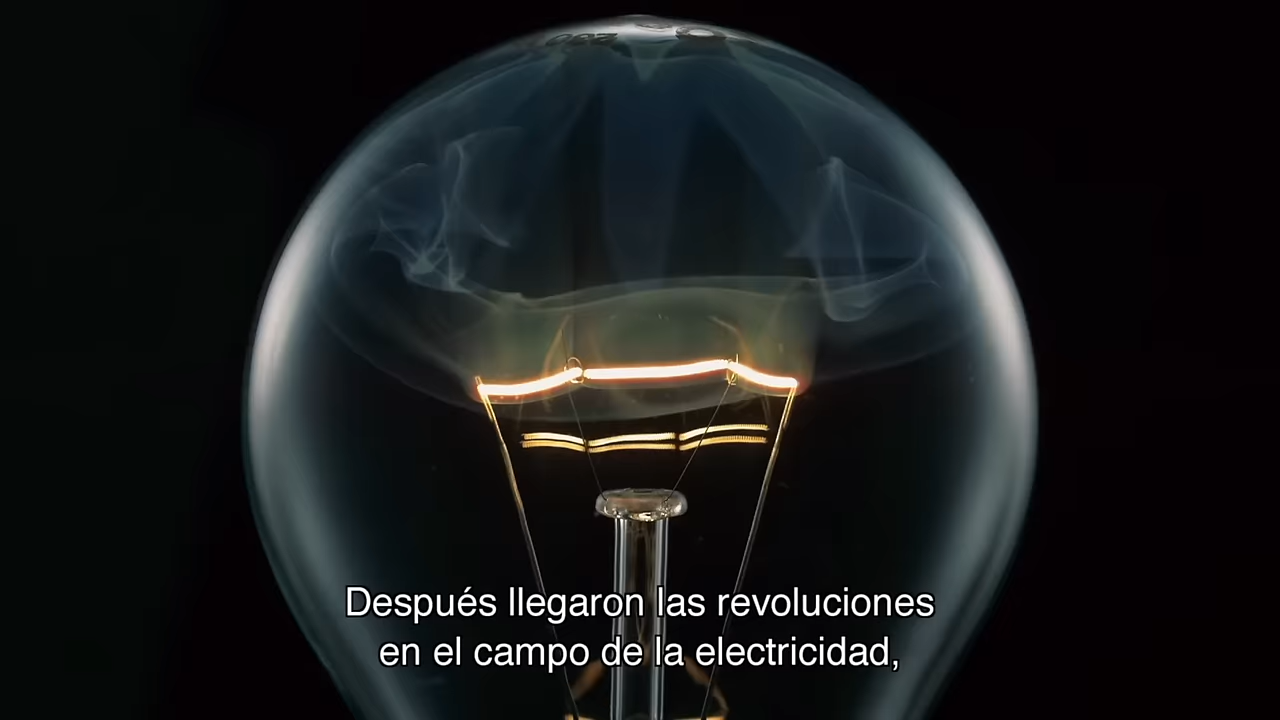 Después llegaron las revoluciones
en el campo de la electricidad,